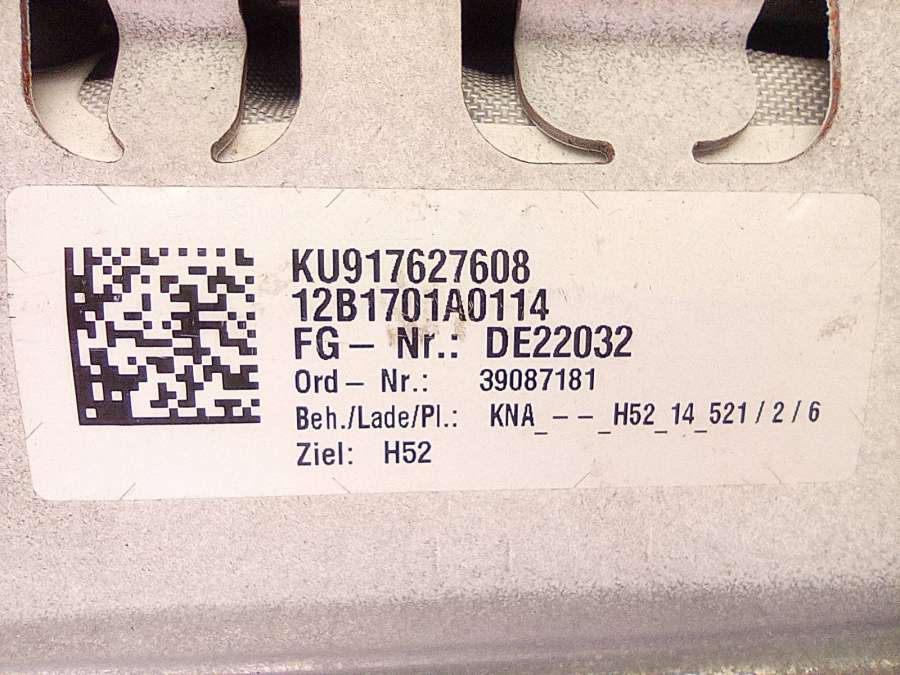 KU917627608
12B1701A0114
FG – Nr.: DE22032
Ord – Nr.: 39087181
Beh./Lade/Pl.: KNA_ – – _H52_14_521 / 2 / 6
Ziel: H52